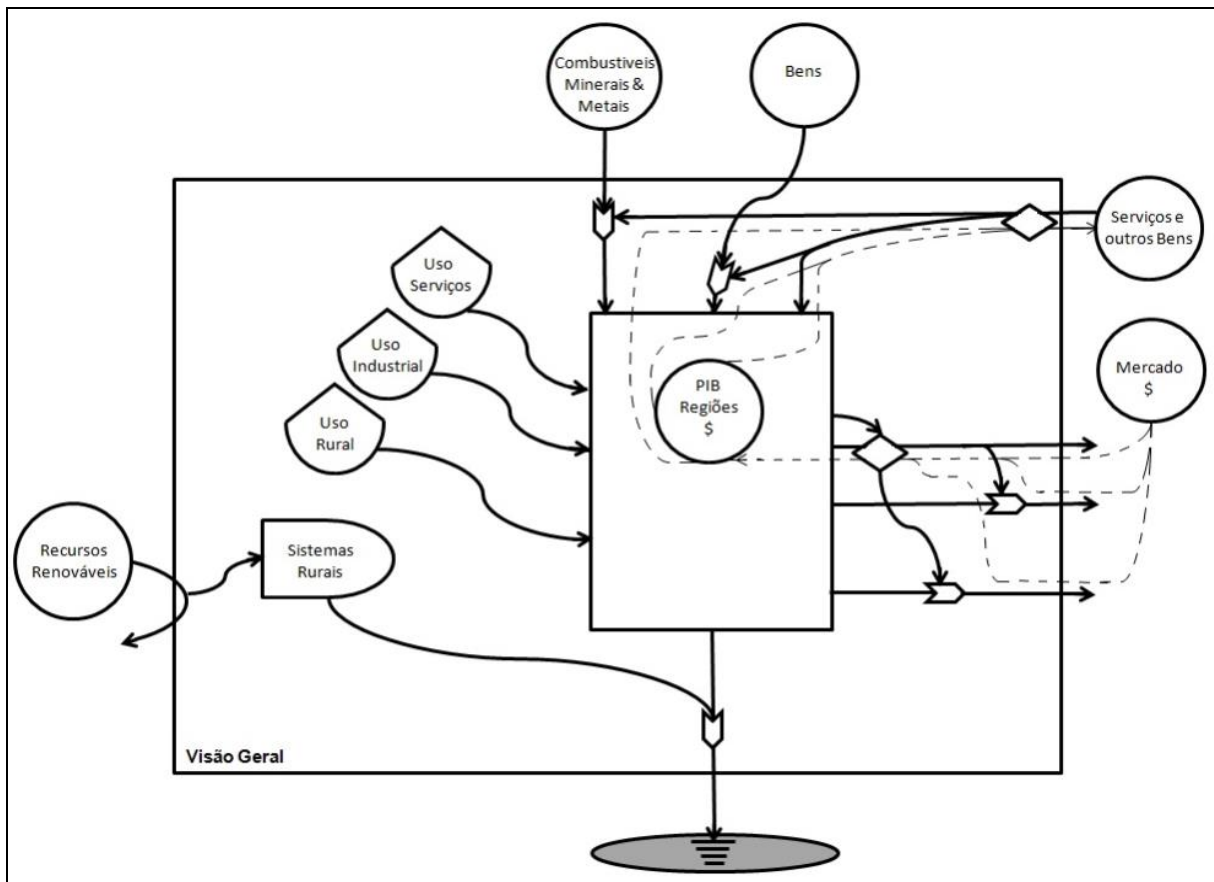 Combustiveis
Minerais &
Metais
Bens
Serviços e
outros Bens
Uso
Serviços
Uso
Industrial
Uso
Rural
PIB
Regiões
$
Mercado
$
Recursos
Renováveis
Sistemas
Rurais
Visão Geral